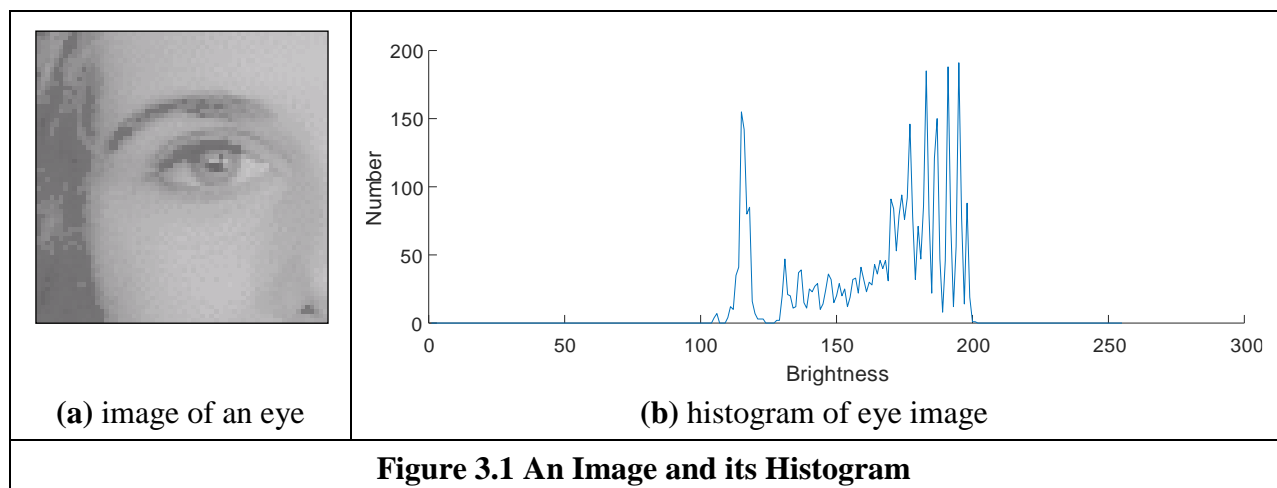 200
150
100
50
0
Number
0 50 100 150 200 250 300
Brightness
(a) image of an eye
(b) histogram of eye image
Figure 3.1 An Image and its Histogram